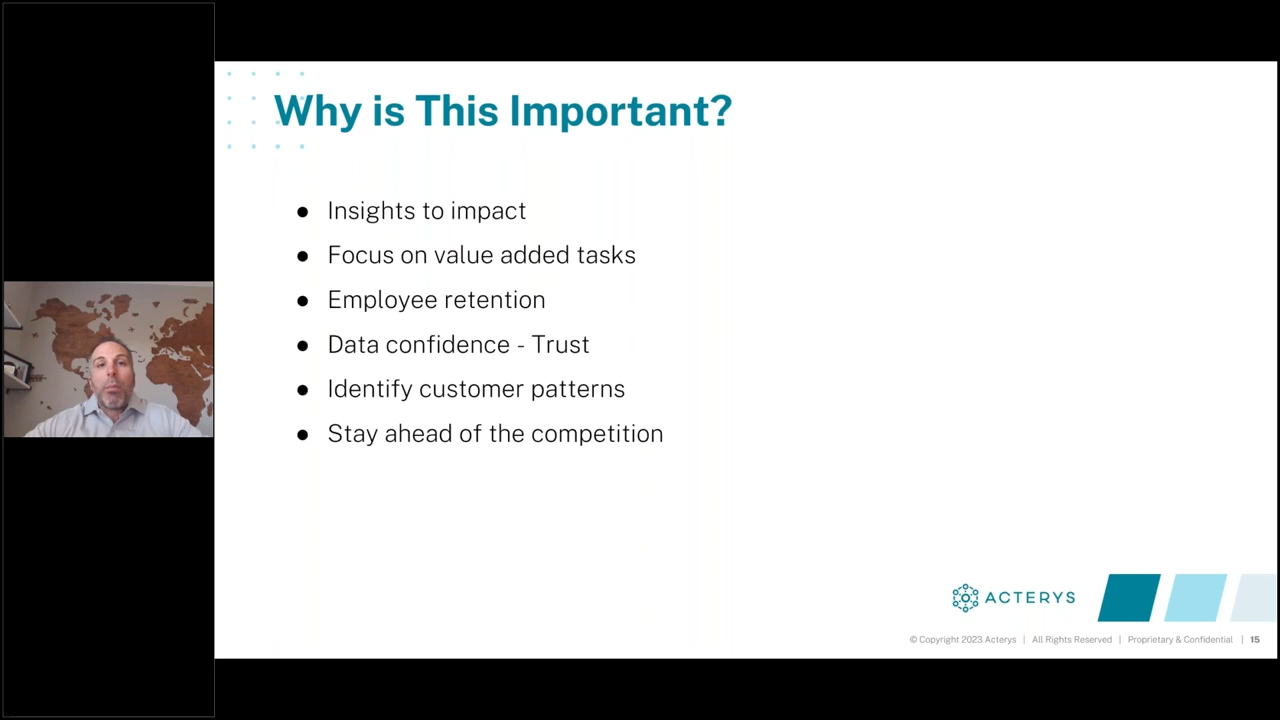 Why is This Important?
● Insights to impact
● Focus on value added tasks
● Employee retention
● Data confidence - Trust
● Identify customer patterns
● Stay ahead of the competition
ACTERYS
© Copyright 2023 Acterys | All Rights Reserved | Proprietary & Confidential | 15